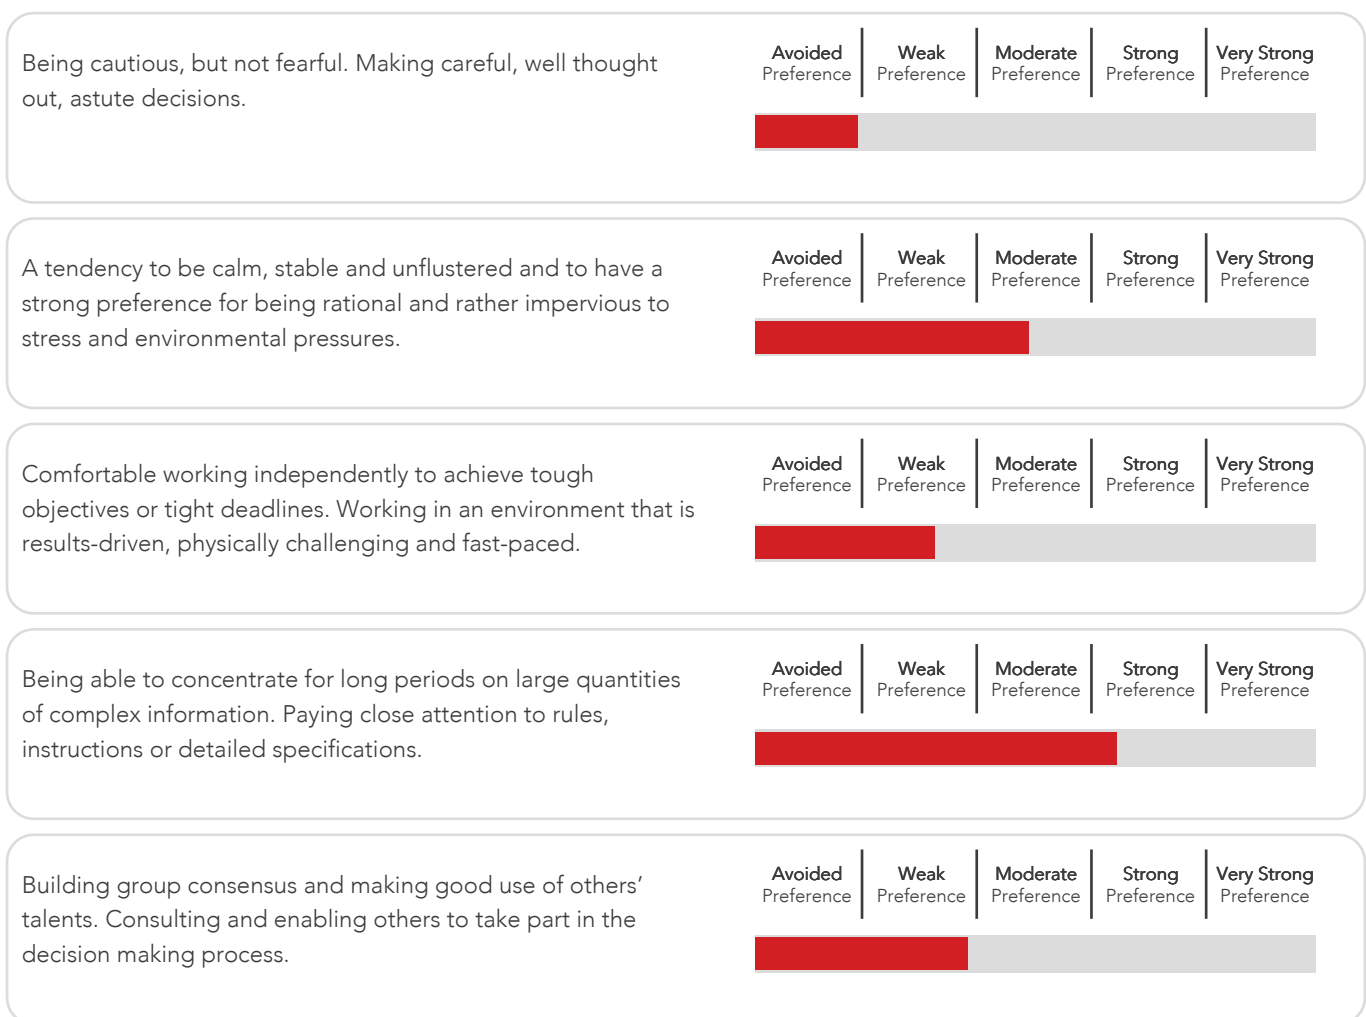 Being cautious, but not fearful. Making careful, well thought
out, astute decisions.
Avoided Weak Moderate Strong Very Strong
Preference Preference Preference Preference Preference
A tendency to be calm, stable and unflustered and to have a
strong preference for being rational and rather impervious to
stress and environmental pressures.
Avoided Weak Moderate Strong Very Strong
Preference Preference Preference Preference Preference
Comfortable working independently to achieve tough
objectives or tight deadlines. Working in an environment that is
results-driven, physically challenging and fast-paced.
Avoided Weak Moderate Strong Very Strong
Preference Preference Preference Preference Preference
Being able to concentrate for long periods on large quantities
of complex information. Paying close attention to rules,
instructions or detailed specifications.
Avoided Weak Moderate Strong Very Strong
Preference Preference Preference Preference Preference
Building group consensus and making good use of others’
talents. Consulting and enabling others to take part in the
decision making process.
Avoided Weak Moderate Strong Very Strong
Preference Preference Preference Preference Preference